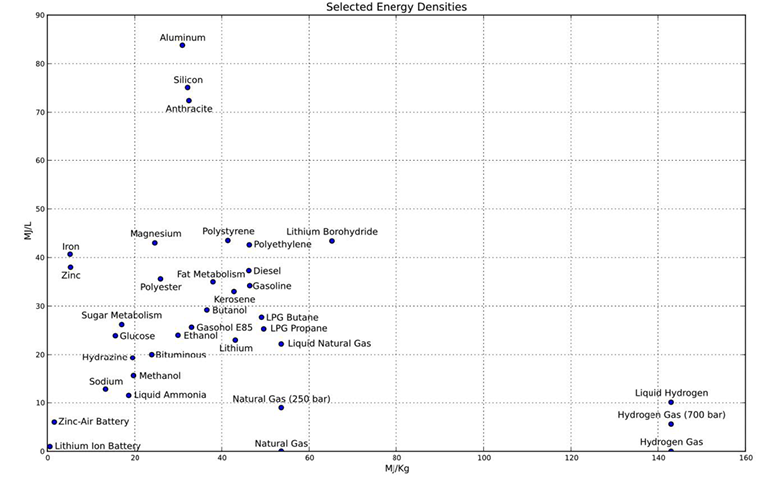 Selected Energy Densities
90
80
70
60
50
40
30
20
10
0
MJ/L
Aluminum
Silicon
Anthracite
Iron
Zinc
Magnesium
Polystyrene
Lithium Borohydride
Polyethylene
Polyester
Fat Metabolism
Diesel
Gasoline
Kerosene
Butanol
Sugar Metabolism
LPG Butane
Gasohol E85
LPG Propane
Glucose
Ethanol
Lithium
Liquid Natural Gas
Hydrazine
Bituminous
Methanol
Sodium
Liquid Ammonia
Natural Gas (250 bar)
Liquid Hydrogen
Hydrogen Gas (700 bar)
Zinc-Air Battery
Lithium Ion Battery
Natural Gas
Hydrogen Gas
0 20 40 60 80 100 120 140 160
MJ/Kg